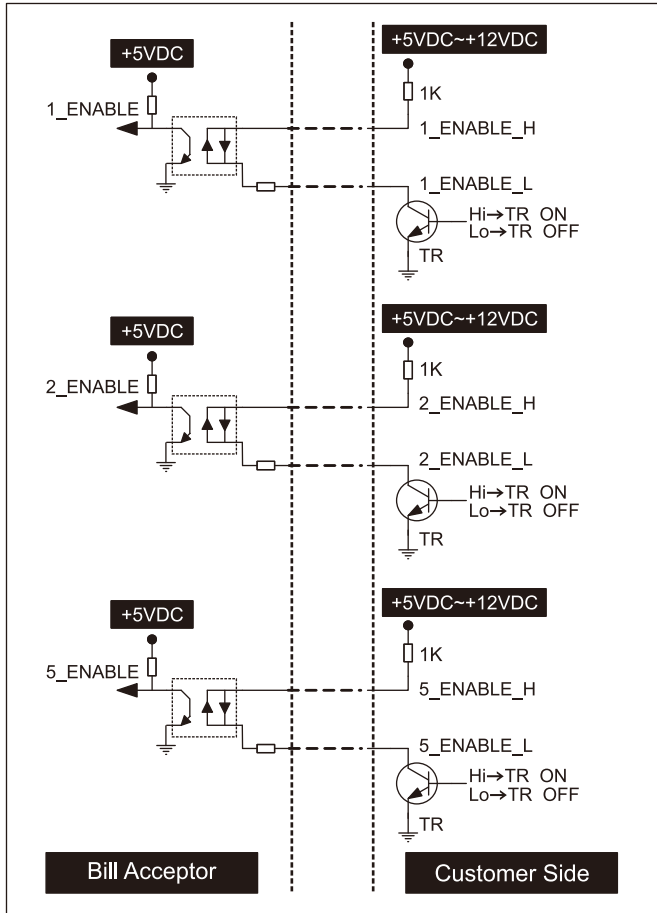 +5VDC
+5VDC~+12VDC
1K
1_ENABLE
1_ENABLE_H
1_ENABLE_L
Hi→TR ON
Lo→TR OFF
TR
+5VDC
+5VDC~+12VDC
1K
2_ENABLE
2_ENABLE_H
2_ENABLE_L
Hi→TR ON
Lo→TR OFF
TR
+5VDC
+5VDC~+12VDC
1K
5_ENABLE
5_ENABLE_H
5_ENABLE_L
Hi→TR ON
Lo→TR OFF
TR
Bill Acceptor
Customer Side